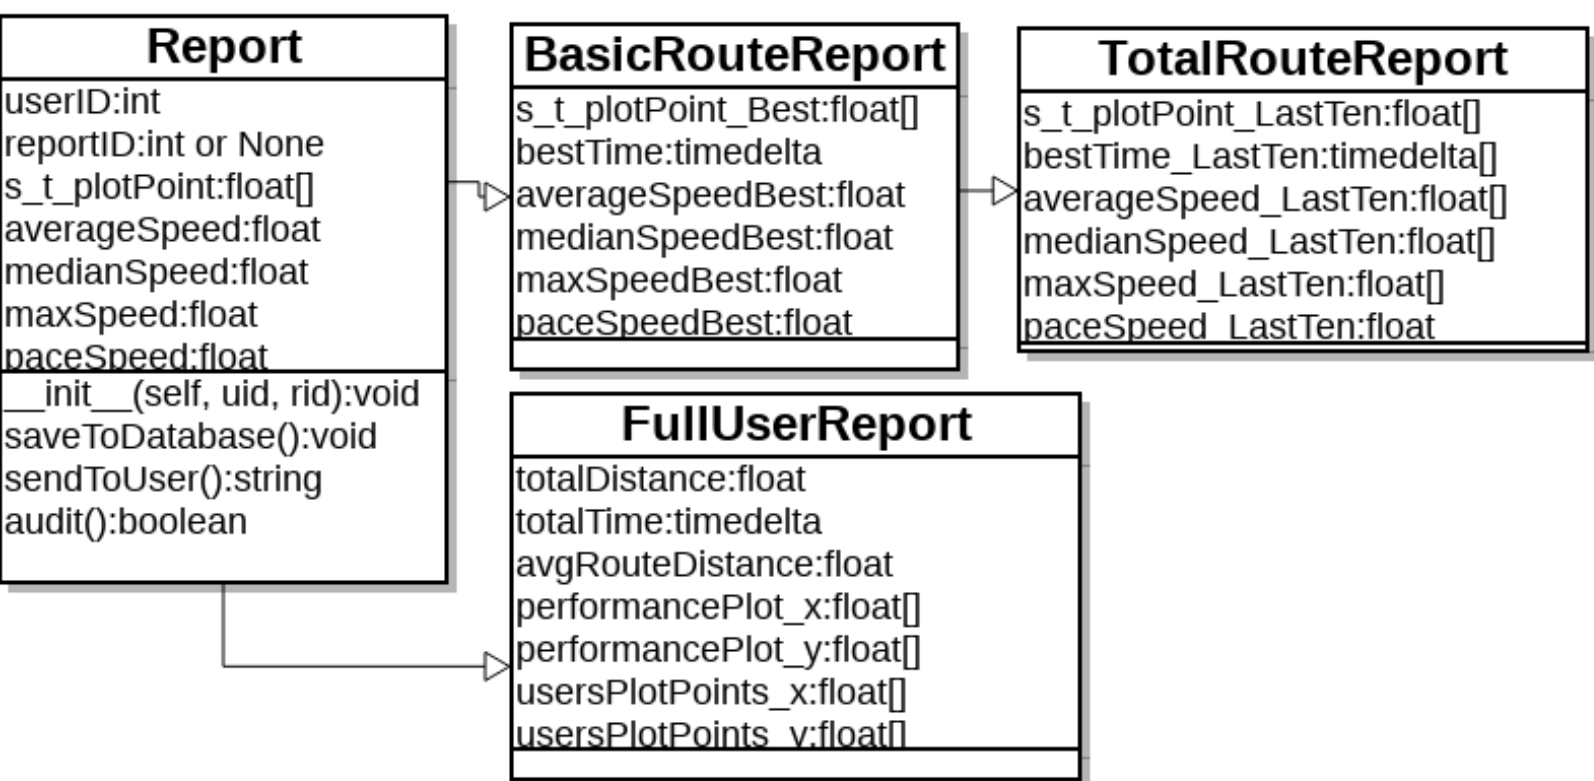 Report
userID:int
reportID:int or None
s_t_plotPoint:float[]
averageSpeed:float
medianSpeed:float
maxSpeed:float
paceSpeed:float
__init__(self, uid, rid):void
saveToDatabase():void
sendToUser():string
audit():boolean
BasicRouteReport
s_t_plotPoint_Best:float[]
bestTime:timedelta
averageSpeedBest:float
medianSpeedBest:float
maxSpeedBest:float
paceSpeedBest:float
TotalRouteReport
s_t_plotPoint_LastTen:float[]
bestTime_LastTen:timedelta[]
averageSpeed_LastTen:float[]
medianSpeed_LastTen:float[]
maxSpeed_LastTen:float[]
paceSpeed_LastTen:float
FullUserReport
totalDistance:float
totalTime:timedelta
avgRouteDistance:float
performancePlot_x:float[]
performancePlot_y:float[]
usersPlotPoints_x:float[]
usersPlotPoints_y:float[]